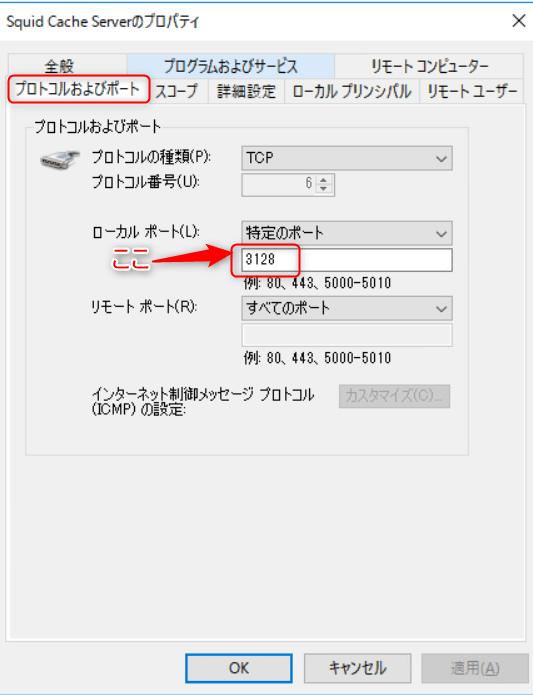 Squid Cache Serverのプロパティ
全般 プログラムおよびサービス リモート コンピューター
プロトコルおよびポート スコープ 詳細設定 ローカル プリンシパル リモート ユーザー
プロトコルおよびポート
プロトコルの種類(P): TCP
プロトコル番号(U): 6
ローカル ポート(L): 特定のポート
ここ 3128
例: 80、443、5000-5010
リモート ポート(R): すべてのポート
例: 80、443、5000-5010
インターネット制御メッセージ プロトコル カスタマイズ(C)...
(ICMP) の設定:
OK キャンセル 適用(A)